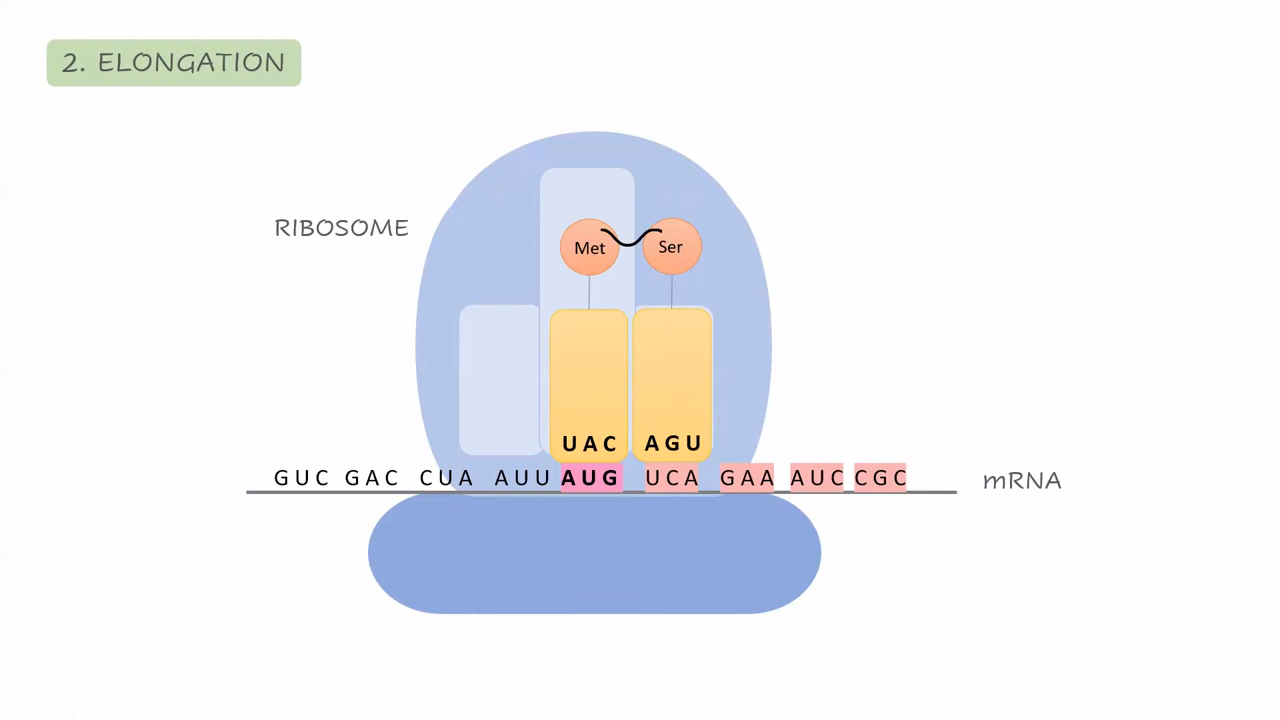 2. ELONGATION
RIBOSOME
Met Ser
UAC AGU
GUC GAC CUA AUU AUG UCA GAA AUC CGC
mRNA